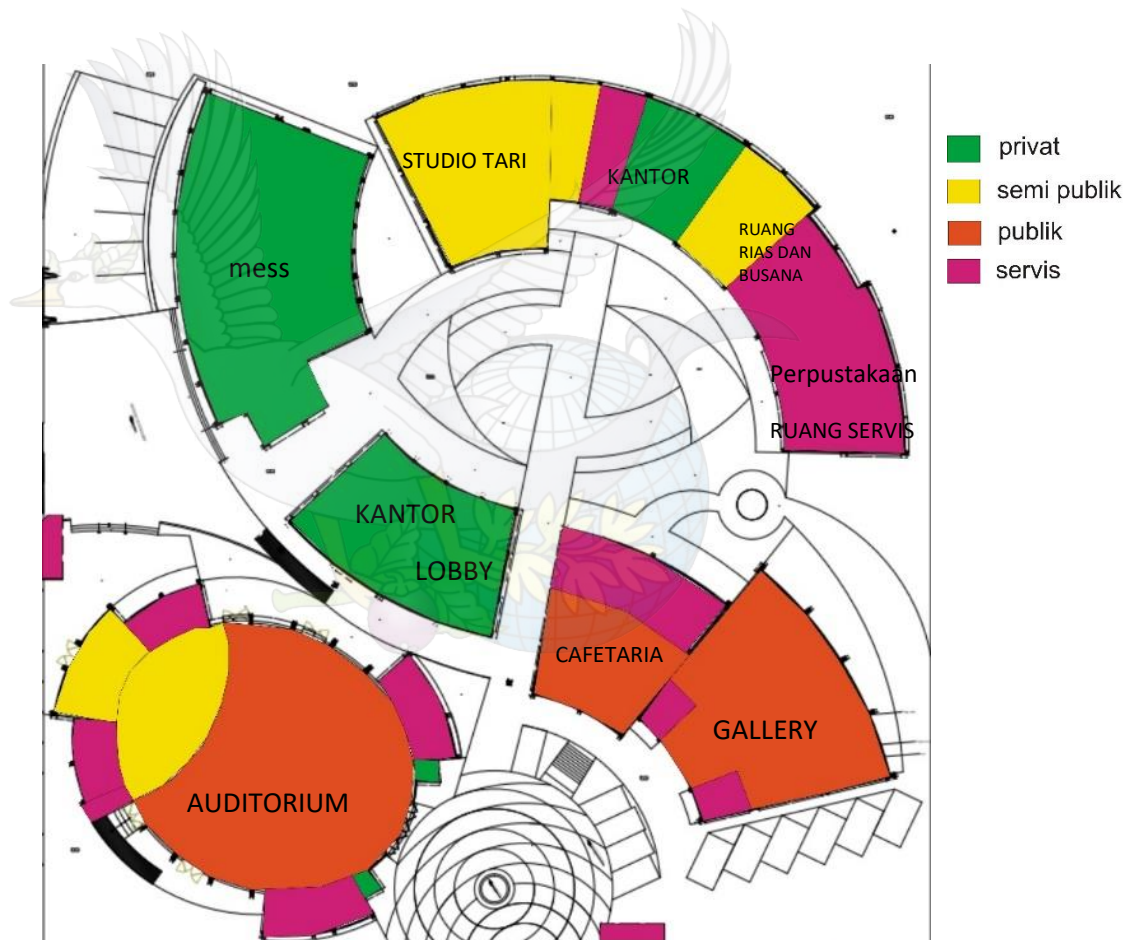 privat
semi publik
publik
servis
STUDIO TARI
KANTOR
RUANG
RIAS DAN
BUSANA
mess
Perpustakaan
RUANG SERVIS
KANTOR
LOBBY
CAFETARIA
GALLERY
AUDITORIUM